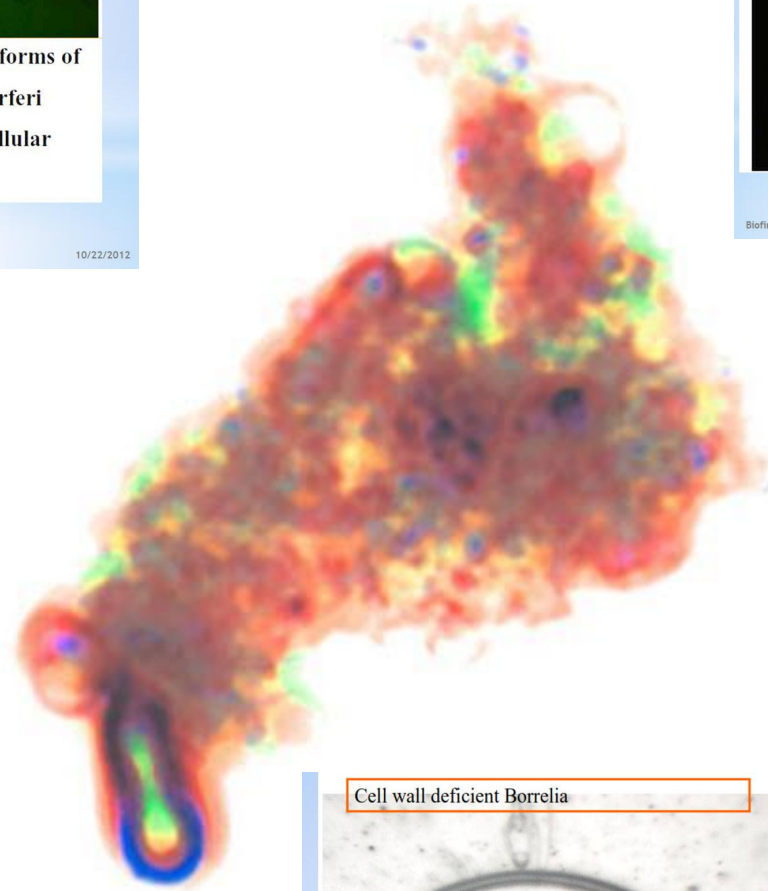 forms of
rferi
llular
10/22/2012
Biofi
Cell wall deficient Borrelia